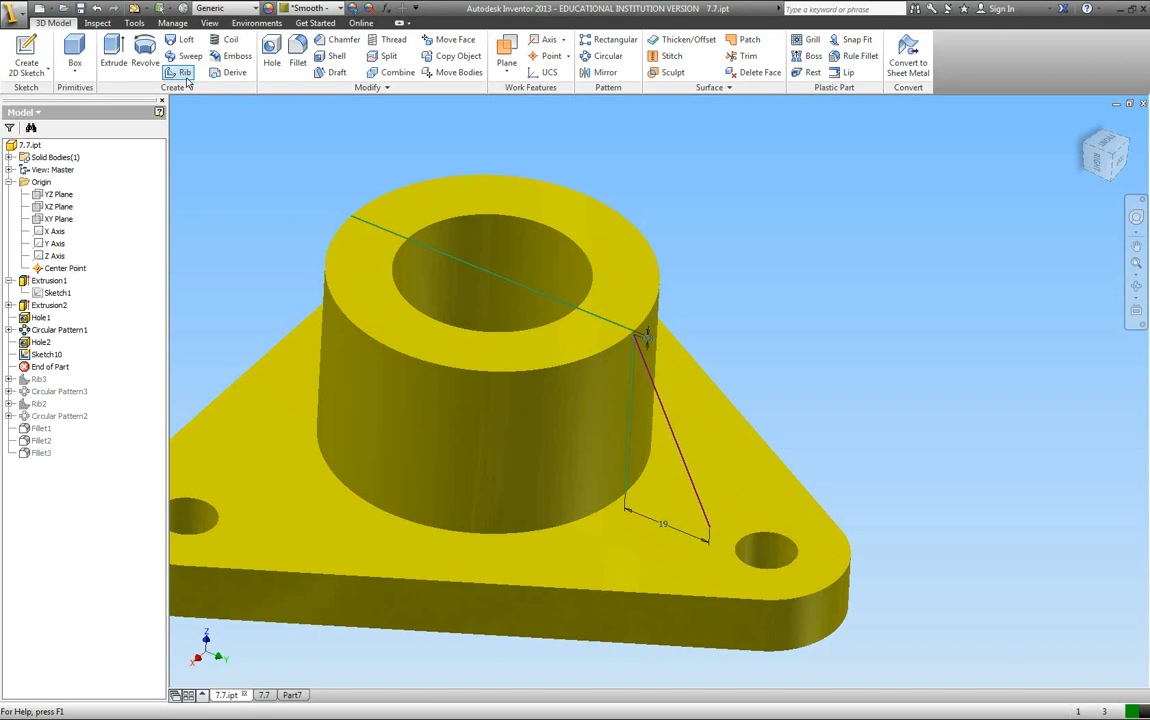 Generic
"Smooth -
Autodesk Inventor 2013 - EDUCATIONAL INSTITUTION VERSION 7.7.ipt
Type a keyword or phrase
Sign In
3D Model Inspect Tools Manage View Environments Get Started Online
Create
2D Sketch
Sketch
Box
Primitives
Extrude Revolve
Loft
Sweep
Rib
Coil
Emboss
Derive
Create
Hole Fillet
Chamfer
Shell
Draft
Thread
Split
Combine
Move Face
Copy Object
Move Bodies
Modify
Plane
Axis
Point
UCS
Work Features
Rectangular
Circular
Mirror
Pattern
Thicken/Offset
Stitch
Sculpt
Patch
Trim
Delete Face
Surface
Grill
Boss
Rest
Snap Fit
Rule Fillet
Lip
Plastic Part
Convert to
Sheet Metal
Convert
Model
7.7.ipt
Solid Bodies(1)
View: Master
Origin
YZ Plane
XZ Plane
XY Plane
X Axis
Y Axis
Z Axis
Center Point
Extrusion1
Sketch1
Extrusion2
Hole1
Circular Pattern1
Hole2
Sketch10
End of Part
Rib3
Circular Pattern3
Rib2
Circular Pattern2
Fillet1
Fillet2
Fillet3
FRONT
RIGHT
19
Z
X
Y
7.7.ipt
7.7
Part7
For Help, press F1
1
3